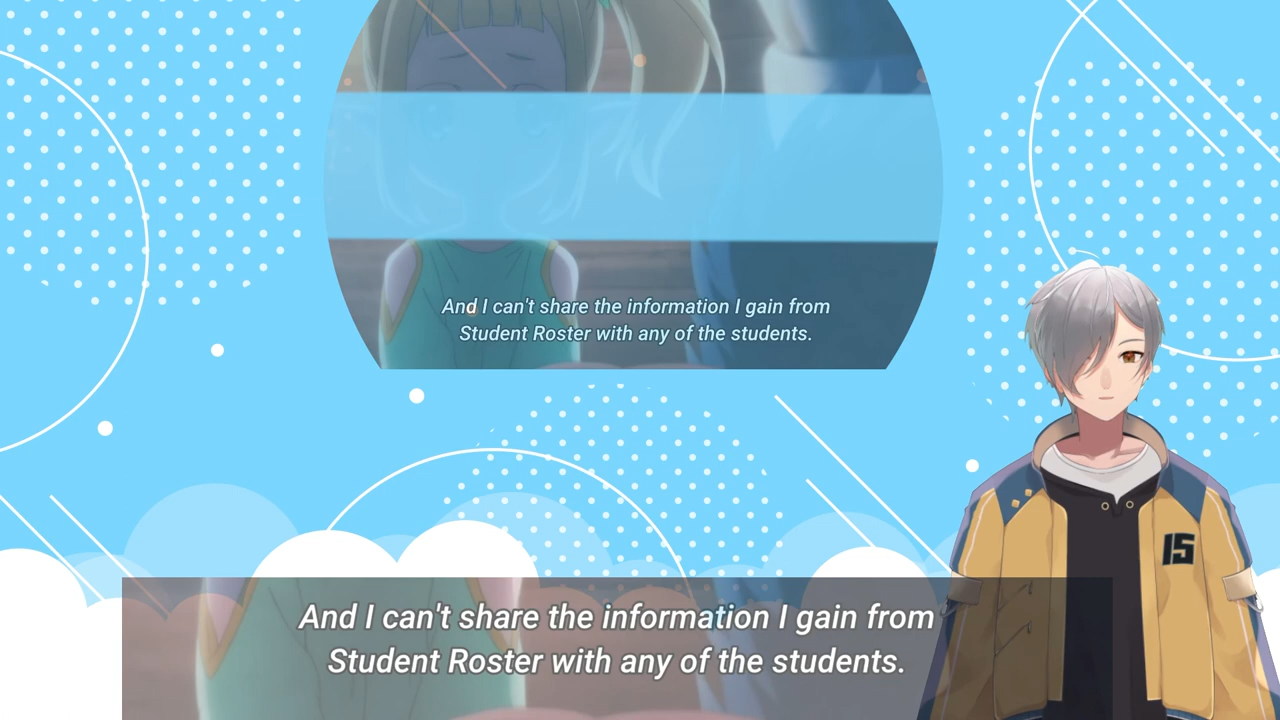 And I can't share the information I gain from
Student Roster with any of the students.
15
And I can't share the information I gain from
Student Roster with any of the students.